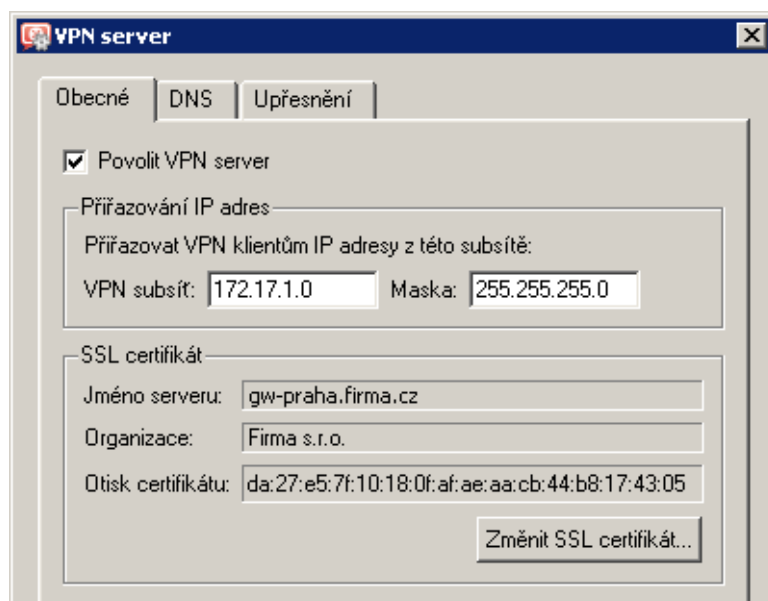 VPN server
Obecné DNS Upřesnění
Povolit VPN server
Přiřazování IP adres
Přiřazovat VPN klientům IP adresy z této subsítě:
VPN subsíť: 172.17.1.0 Maska: 255.255.255.0
SSL certifikát
Jméno serveru: gw-praha.firma.cz
Organizace: Firma s.r.o.
Otisk certifikátu: da:27:e5:7f:10:18:0f:af:ae:aa:cb:44:b8:17:43:05
Změnit SSL certifikát...